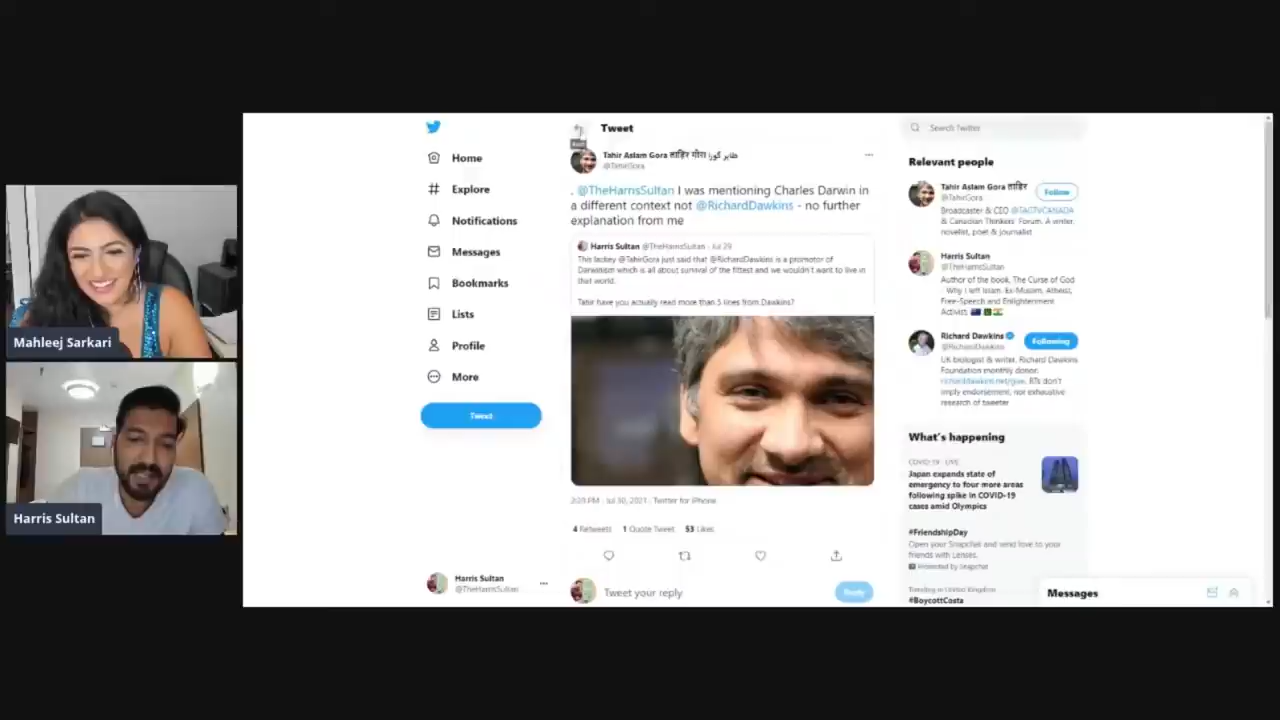 Mahleej Sarkari
Harris Sultan
Home
Explore
Notifications
Messages
Bookmarks
Lists
Profile
More
Tweet
Harris Sultan
@TheHarrisSultan
Tweet
Tahir Aslam Gora ताहिर गोरा طاہر گورا
@TahirGora
. @TheHarrisSultan I was mentioning Charles Darwin in
a different context not @RichardDawkins - no further
explanation from me
Harris Sultan @TheHarrisSultan · Jul 29
This lackey @TahirGora just said that @RichardDawkins is a promoter of
Darwinism which is all about survival of the fittest and we wouldn't want to live in
that world.
Tahir have you actually read more than 5 lines from Dawkins?
PM · Jul 30, 2021 · Twitter for iPhone
4 Retweets 1 Quote Tweet 53 Likes
Tweet your reply
Reply
Search Twitter
Relevant people
Tahir Aslam Gora ताहिर
@TahirGora
Follow
Broadcaster & CEO @TAGTVCANADA
& Canadian Thinkers' Forum. A writer,
novelist, poet & journalist
Harris Sultan
@TheHarrisSultan
Author of the book, The Curse of God
- Why I left Islam. Ex-Muslim, Atheist,
Free-Speech and Enlightenment
Activist
Richard Dawkins
@RichardDawkins
Following
UK biologist & writer. Richard Dawkins
Foundation monthly donor:
richarddawkins.net/give. RTs don't
imply endorsement, nor exhaustive
research of tweeter
What's happening
COVID-19 · LIVE
Japan expands state of
emergency to four more areas
following spike in COVID-19
cases amid Olympics
#FriendshipDay
Open your Snapchat and send love to your
friends with Lenses.
Promoted by Snapchat
Trending in United Kingdom
#BoycottCosta
Messages